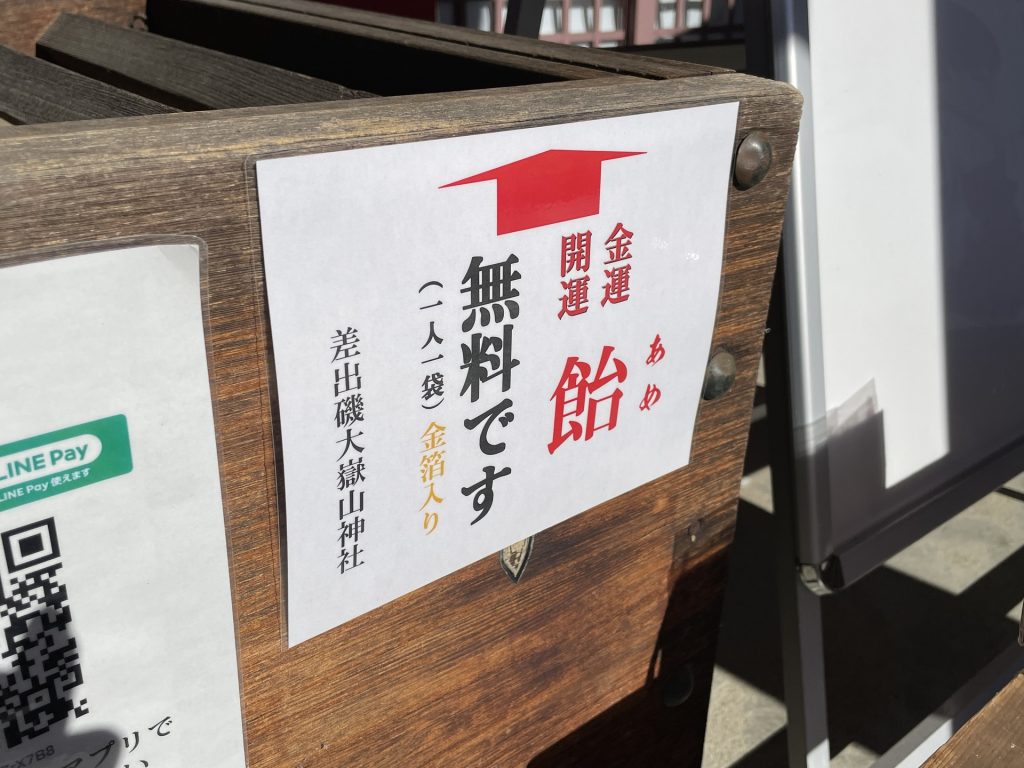 金運
開運
飴
あめ
無料です
（一人一袋）金箔入り
差出磯大嶽山神社
LINE Pay
LINE Pay 使えます
プリで